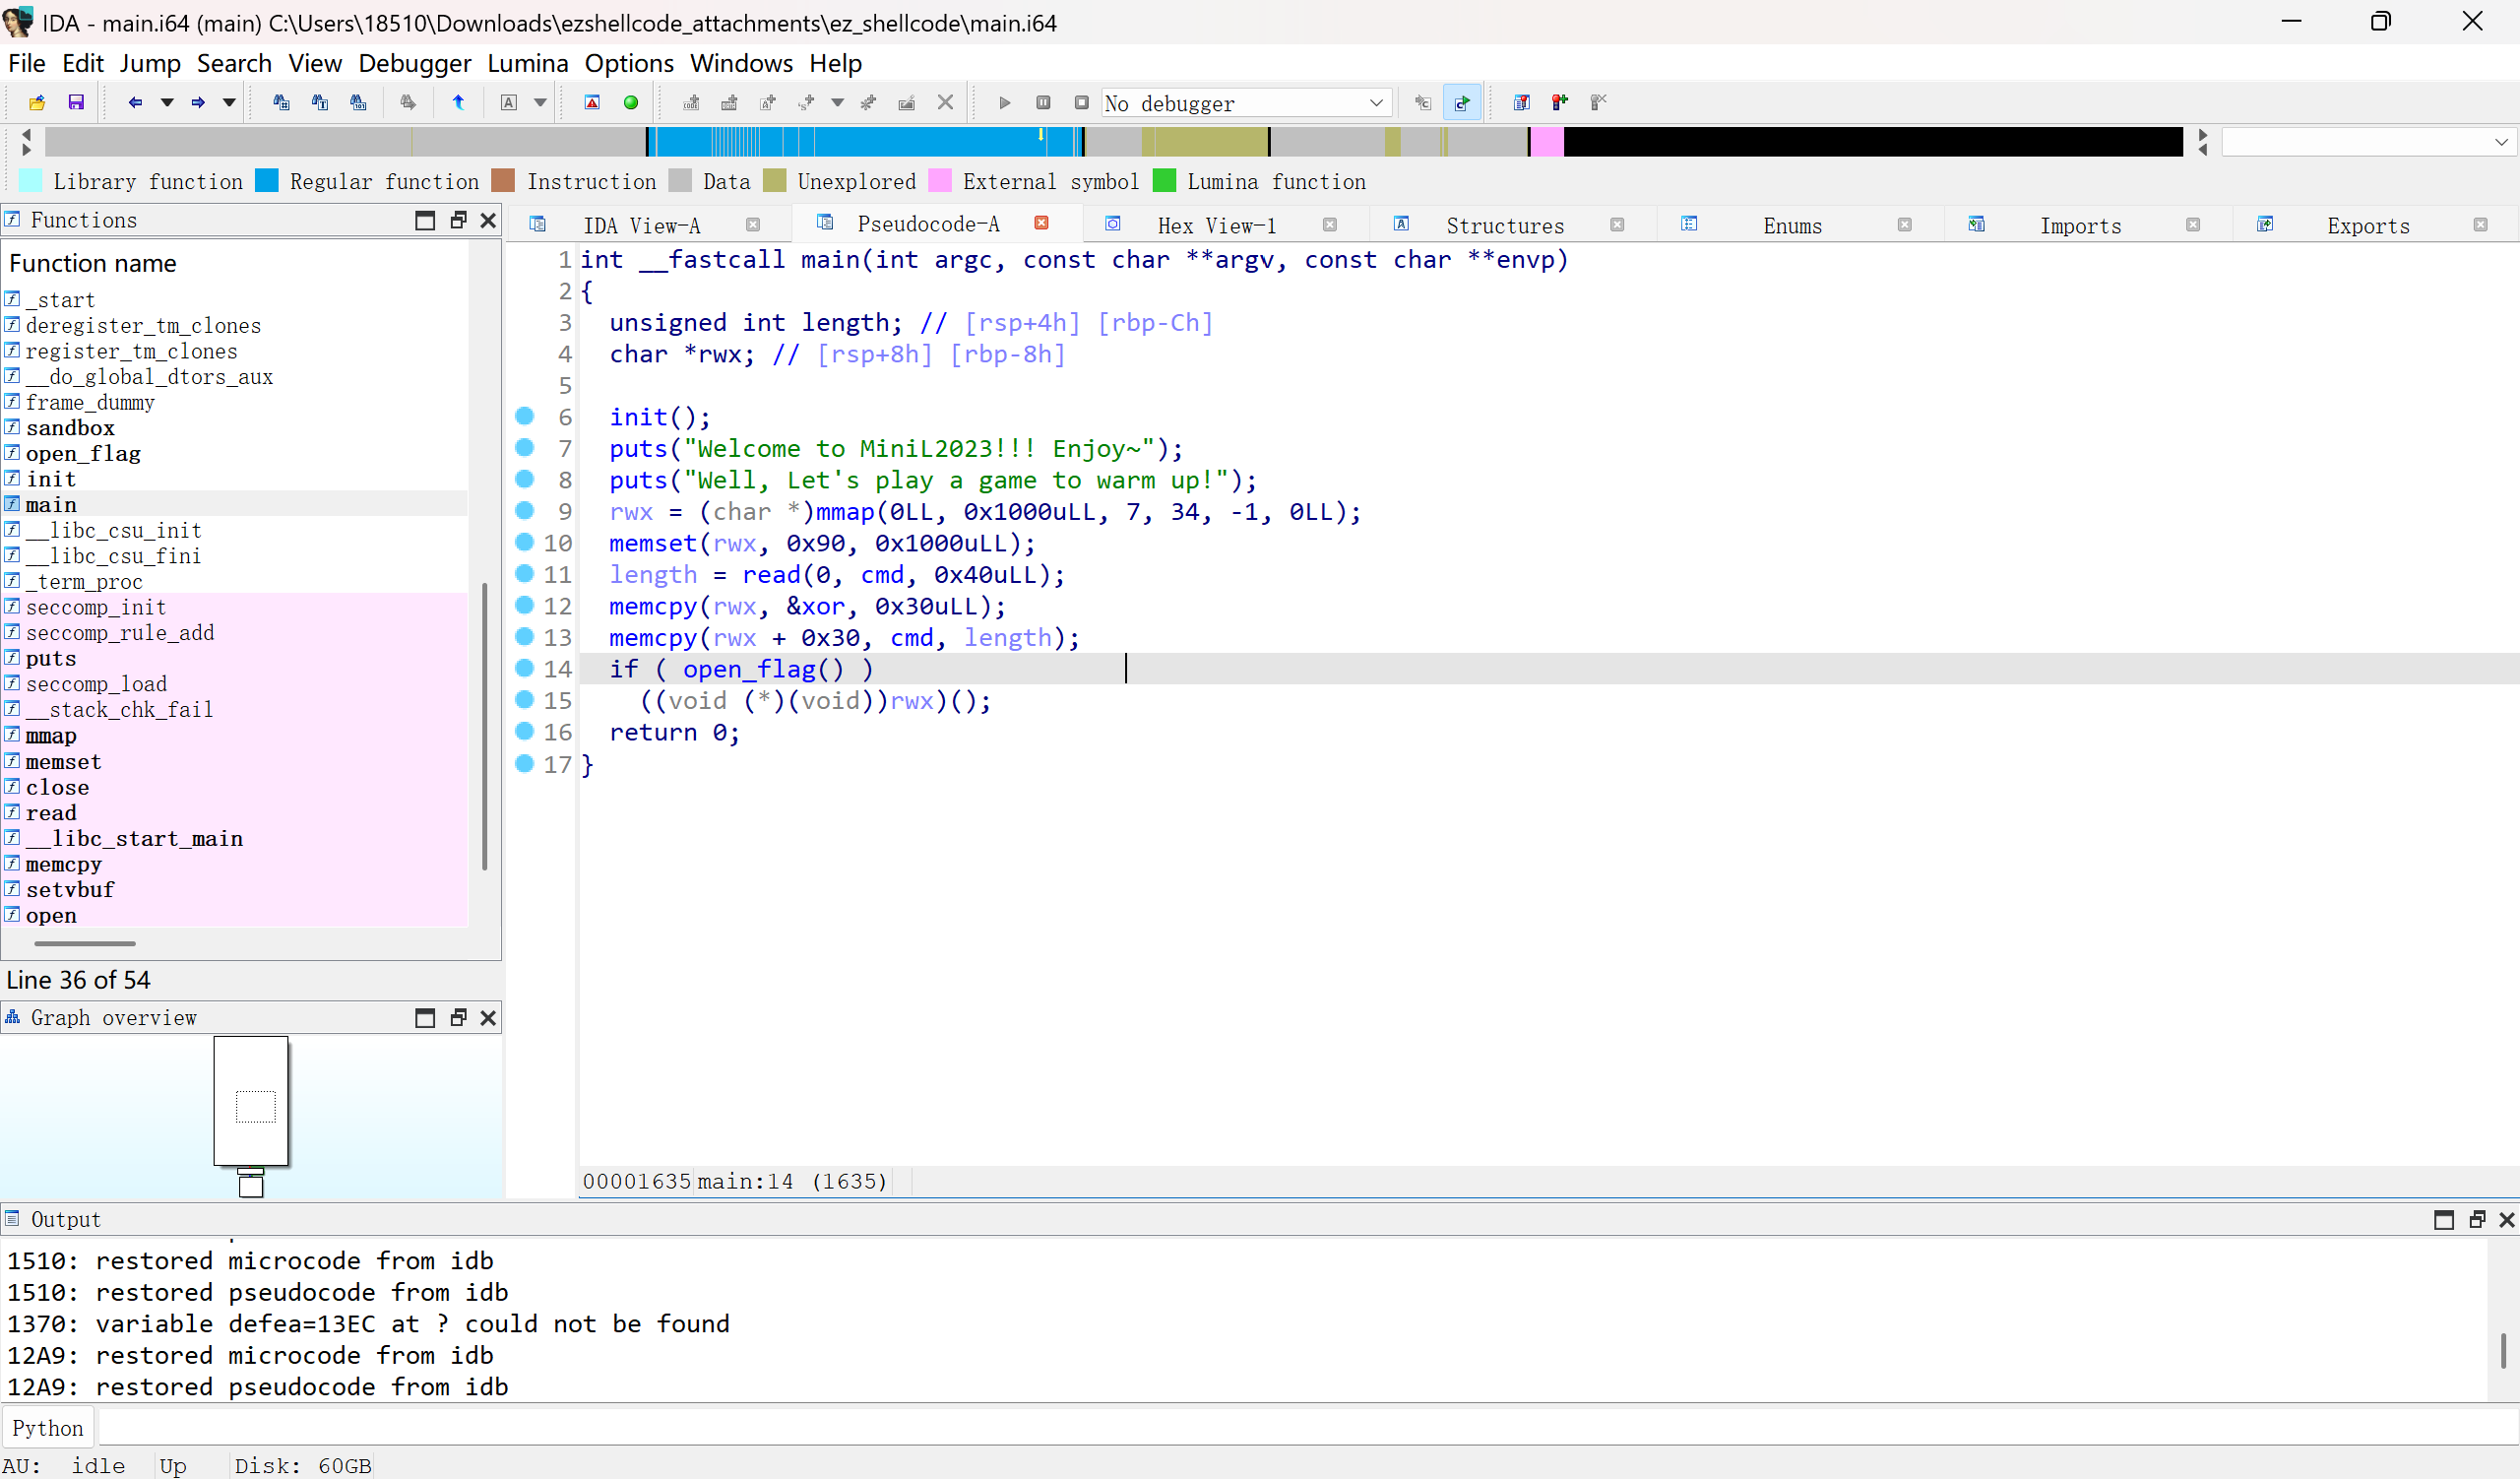 IDA - main.i64 (main) C:\Users\18510\Downloads\ezshellcode_attachments\ez_shellcode\main.i64
File Edit Jump Search View Debugger Lumina Options Windows Help
No debugger
Library function Regular function Instruction Data Unexplored External symbol Lumina function
Functions
Function name
_start
deregister_tm_clones
register_tm_clones
__do_global_dtors_aux
frame_dummy
sandbox
open_flag
init
main
__libc_csu_init
__libc_csu_fini
_term_proc
seccomp_init
seccomp_rule_add
puts
seccomp_load
__stack_chk_fail
mmap
memset
close
read
__libc_start_main
memcpy
setvbuf
open
Line 36 of 54
Graph overview
IDA View-A Pseudocode-A Hex View-1 Structures Enums Imports Exports
1 int __fastcall main(int argc, const char **argv, const char **envp)
2 {
3 unsigned int length; // [rsp+4h] [rbp-Ch]
4 char *rwx; // [rsp+8h] [rbp-8h]
5
6 init();
7 puts("Welcome to MiniL2023!!! Enjoy~");
8 puts("Well, Let's play a game to warm up!");
9 rwx = (char *)mmap(0LL, 0x1000uLL, 7, 34, -1, 0LL);
10 memset(rwx, 0x90, 0x1000uLL);
11 length = read(0, cmd, 0x40uLL);
12 memcpy(rwx, &xor, 0x30uLL);
13 memcpy(rwx + 0x30, cmd, length);
14 if ( open_flag() )
15 ((void (*)(void))rwx)();
16 return 0;
17 }
00001635 main:14 (1635)
Output
1510: restored microcode from idb
1510: restored pseudocode from idb
1370: variable defea=13EC at ? could not be found
12A9: restored microcode from idb
12A9: restored pseudocode from idb
Python
AU: idle Up Disk: 60GB